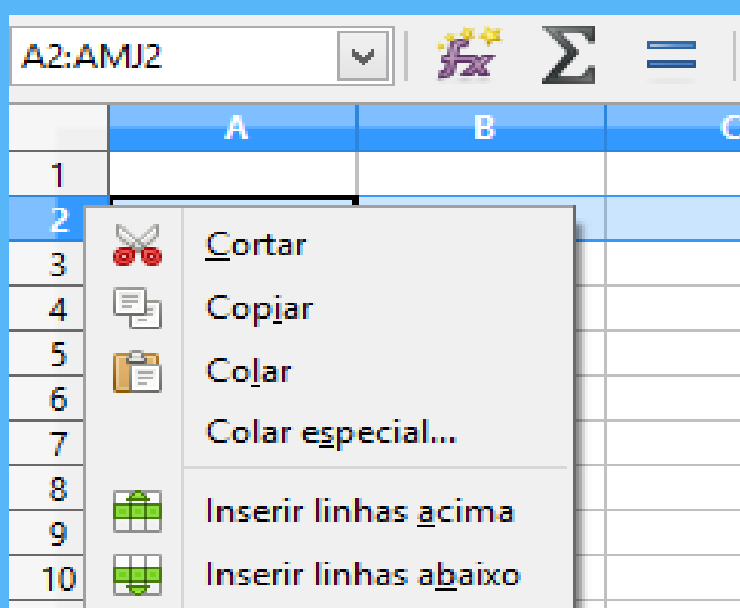 A2:AMJ2
fx Σ =
A B C
1
2
3
4
5
6
7
8
9
10
Cortar
Copiar
Colar
Colar especial...
Inserir linhas acima
Inserir linhas abaixo